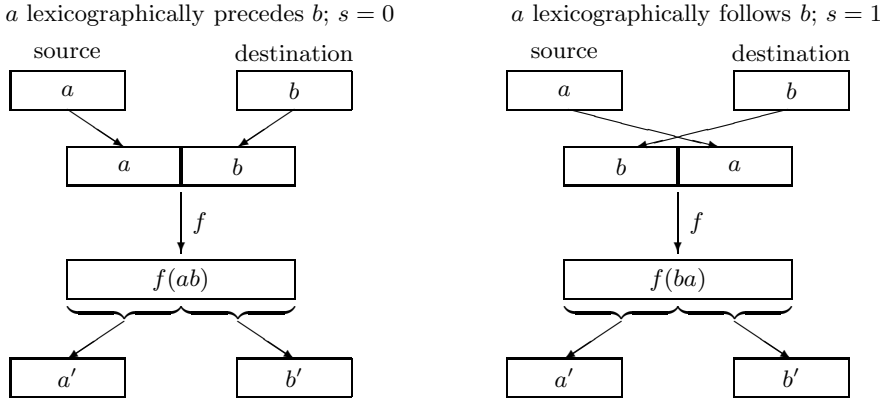 a lexicographically precedes b; s = 0
source destination
a b
a b
f
f(ab)
a′ b′
a lexicographically follows b; s = 1
source destination
a b
b a
f
f(ba)
a′ b′